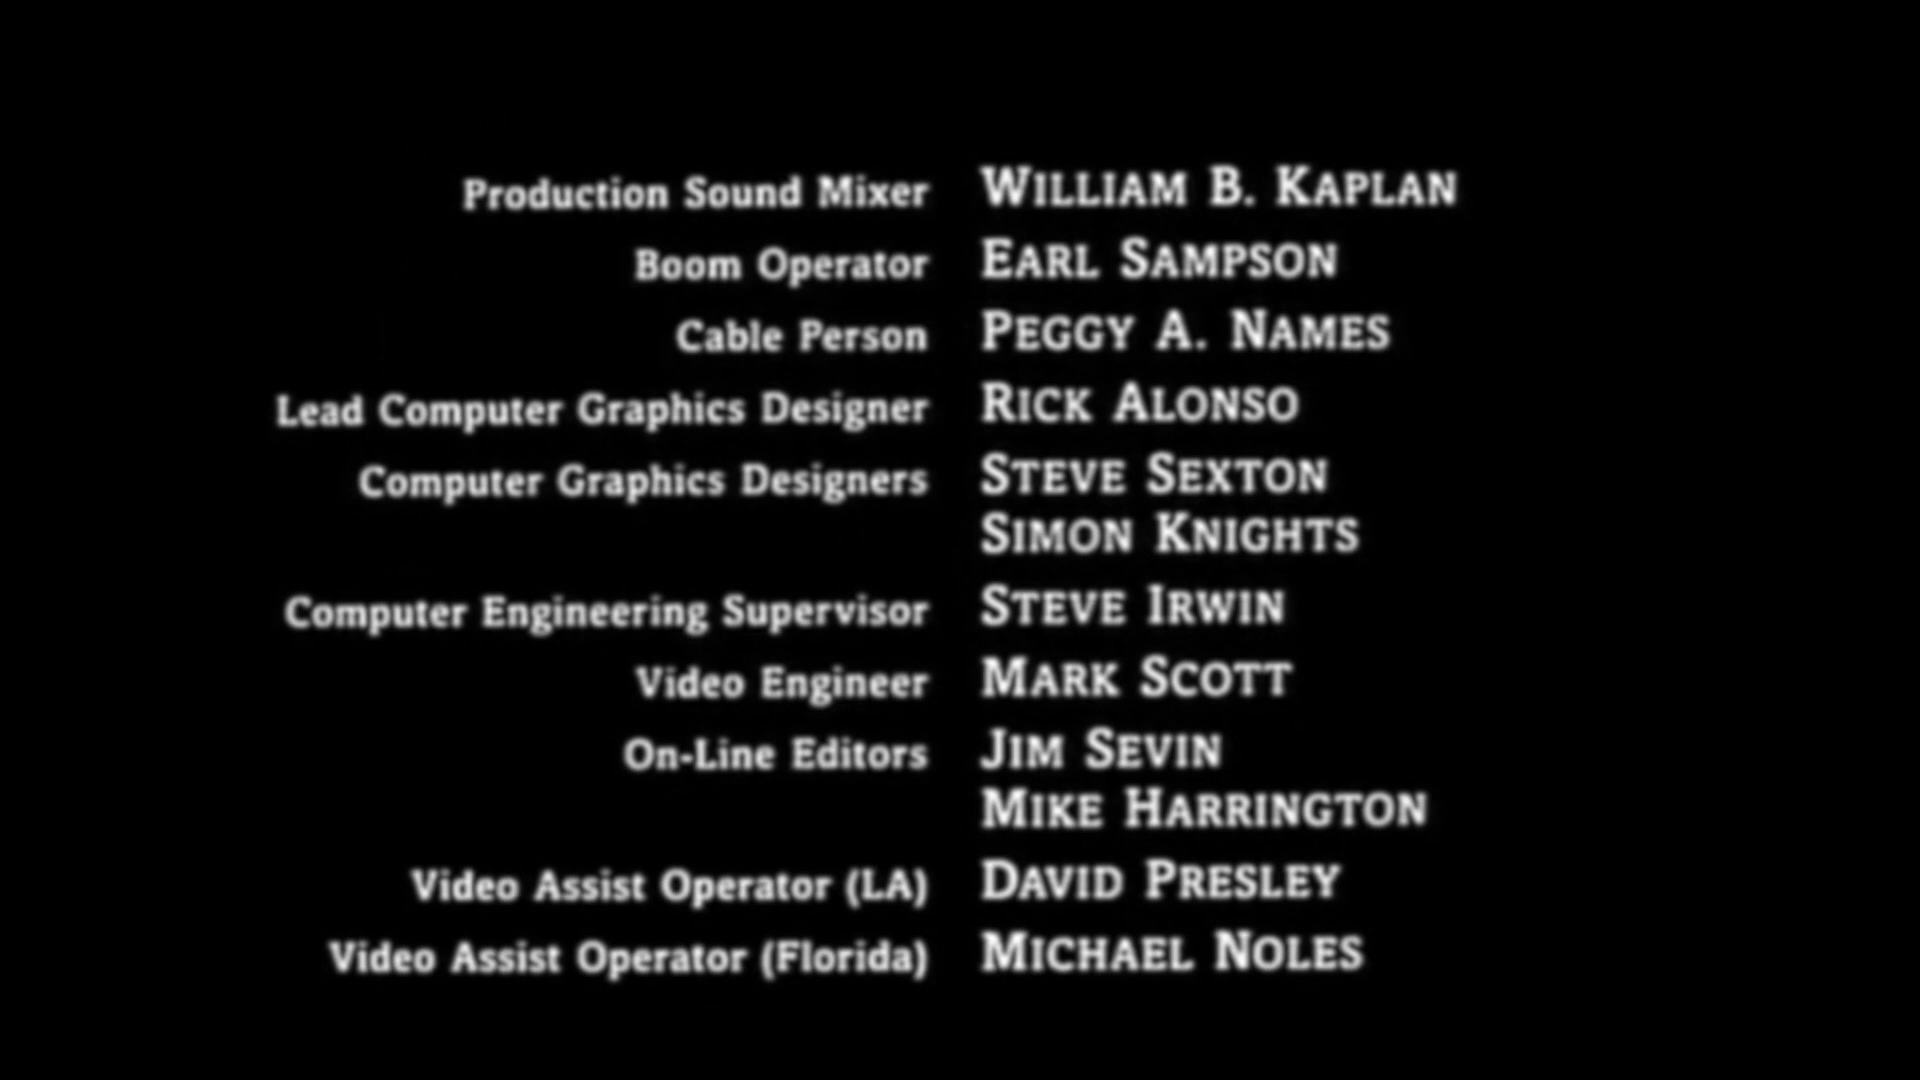 Production Sound Mixer WILLIAM B. KAPLAN
Boom Operator EARL SAMPSON
Cable Person PEGGY A. NAMES
Lead Computer Graphics Designer RICK ALONSO
Computer Graphics Designers STEVE SEXTON
SIMON KNIGHTS
Computer Engineering Supervisor STEVE IRWIN
Video Engineer MARK SCOTT
On-Line Editors JIM SEVIN
MIKE HARRINGTON
Video Assist Operator (LA) DAVID PRESLEY
Video Assist Operator (Florida) MICHAEL NOLES